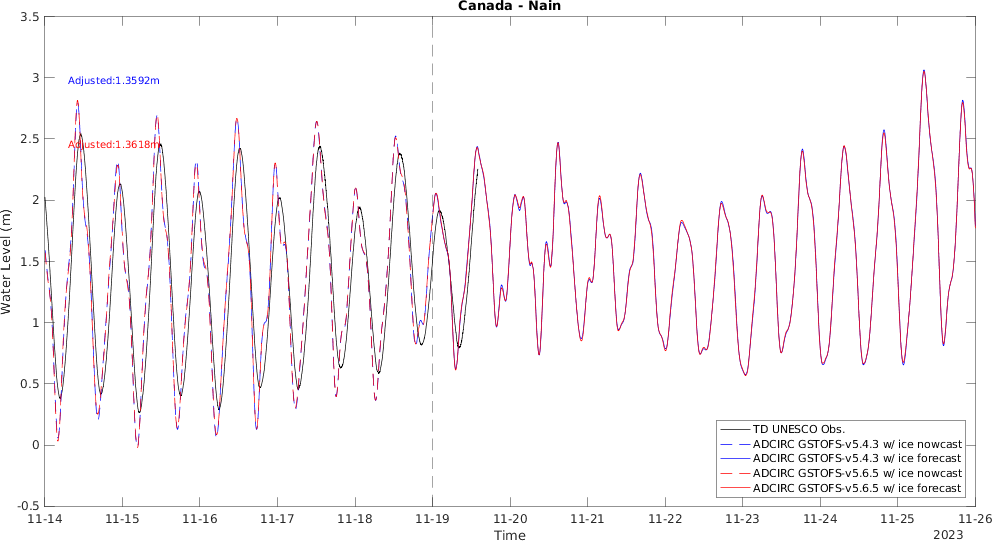 Canada - Nain
3.5
3
2.5
2
1.5
1
0.5
0
-0.5
Water Level (m)
Adjusted:1.3592m
Adjusted:1.3618m
TD UNESCO Obs.
ADCIRC GSTOFS-v5.4.3 w/ ice nowcast
ADCIRC GSTOFS-v5.4.3 w/ ice forecast
ADCIRC GSTOFS-v5.6.5 w/ ice nowcast
ADCIRC GSTOFS-v5.6.5 w/ ice forecast
11-14 11-15 11-16 11-17 11-18 11-19 11-20 11-21 11-22 11-23 11-24 11-25 11-26
Time
2023